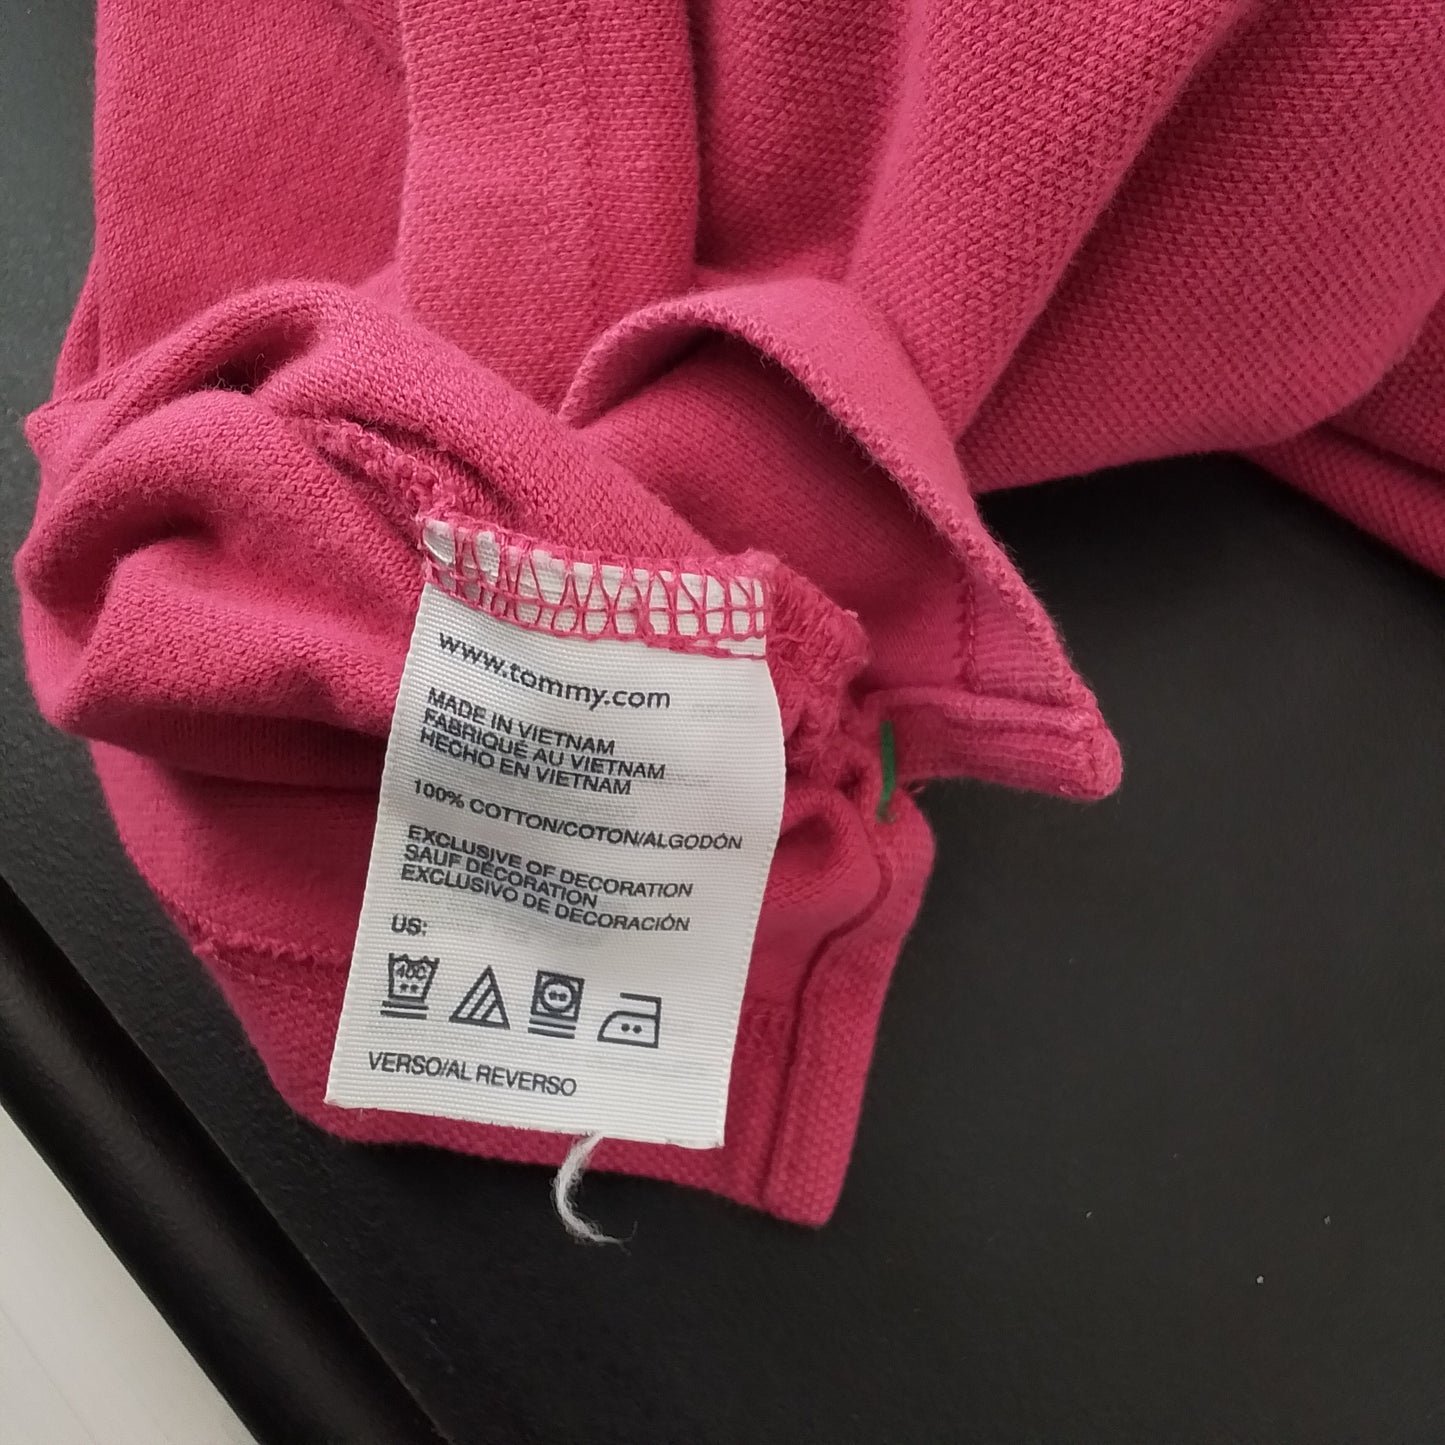 www.tommy.com
MADE IN VIETNAM
FABRIQUÉ AU VIETNAM
HECHO EN VIETNAM
100% COTTON/COTON/ALGODÓN
EXCLUSIVE OF DECORATION
SAUF DÉCORATION
EXCLUSIVO DE DECORACIÓN
US:
40C
VERSO/AL REVERSO